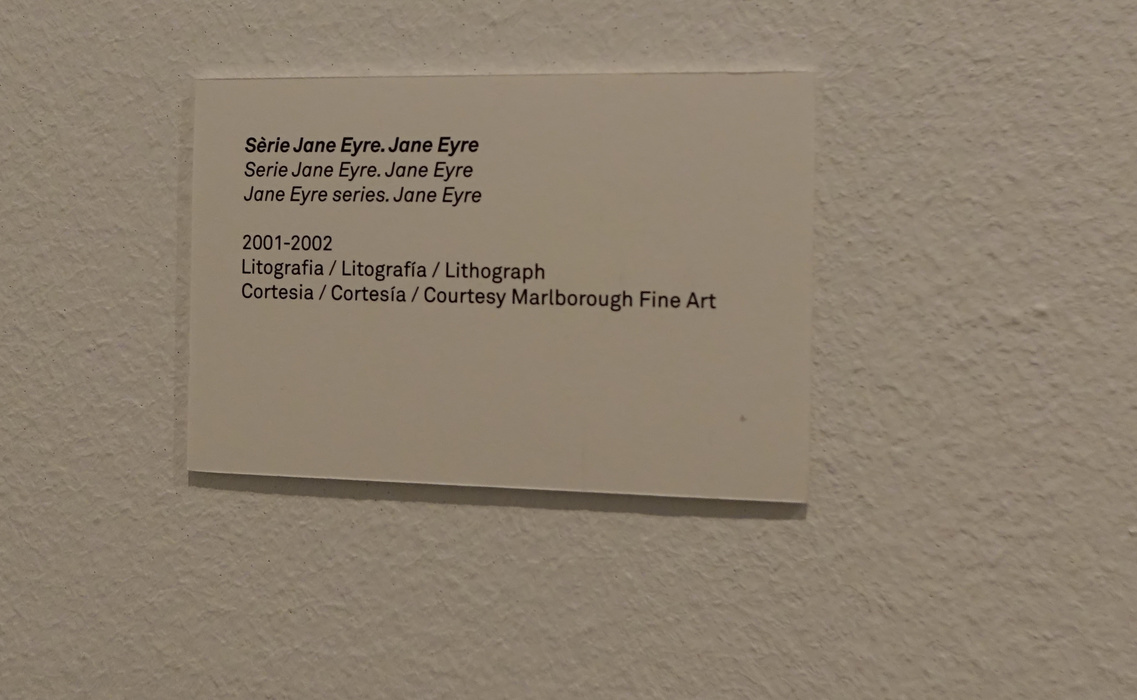 Sèrie Jane Eyre. Jane Eyre
Serie Jane Eyre. Jane Eyre
Jane Eyre series. Jane Eyre
2001-2002
Litografia / Litografía / Lithograph
Cortesia / Cortesía / Courtesy Marlborough Fine Art